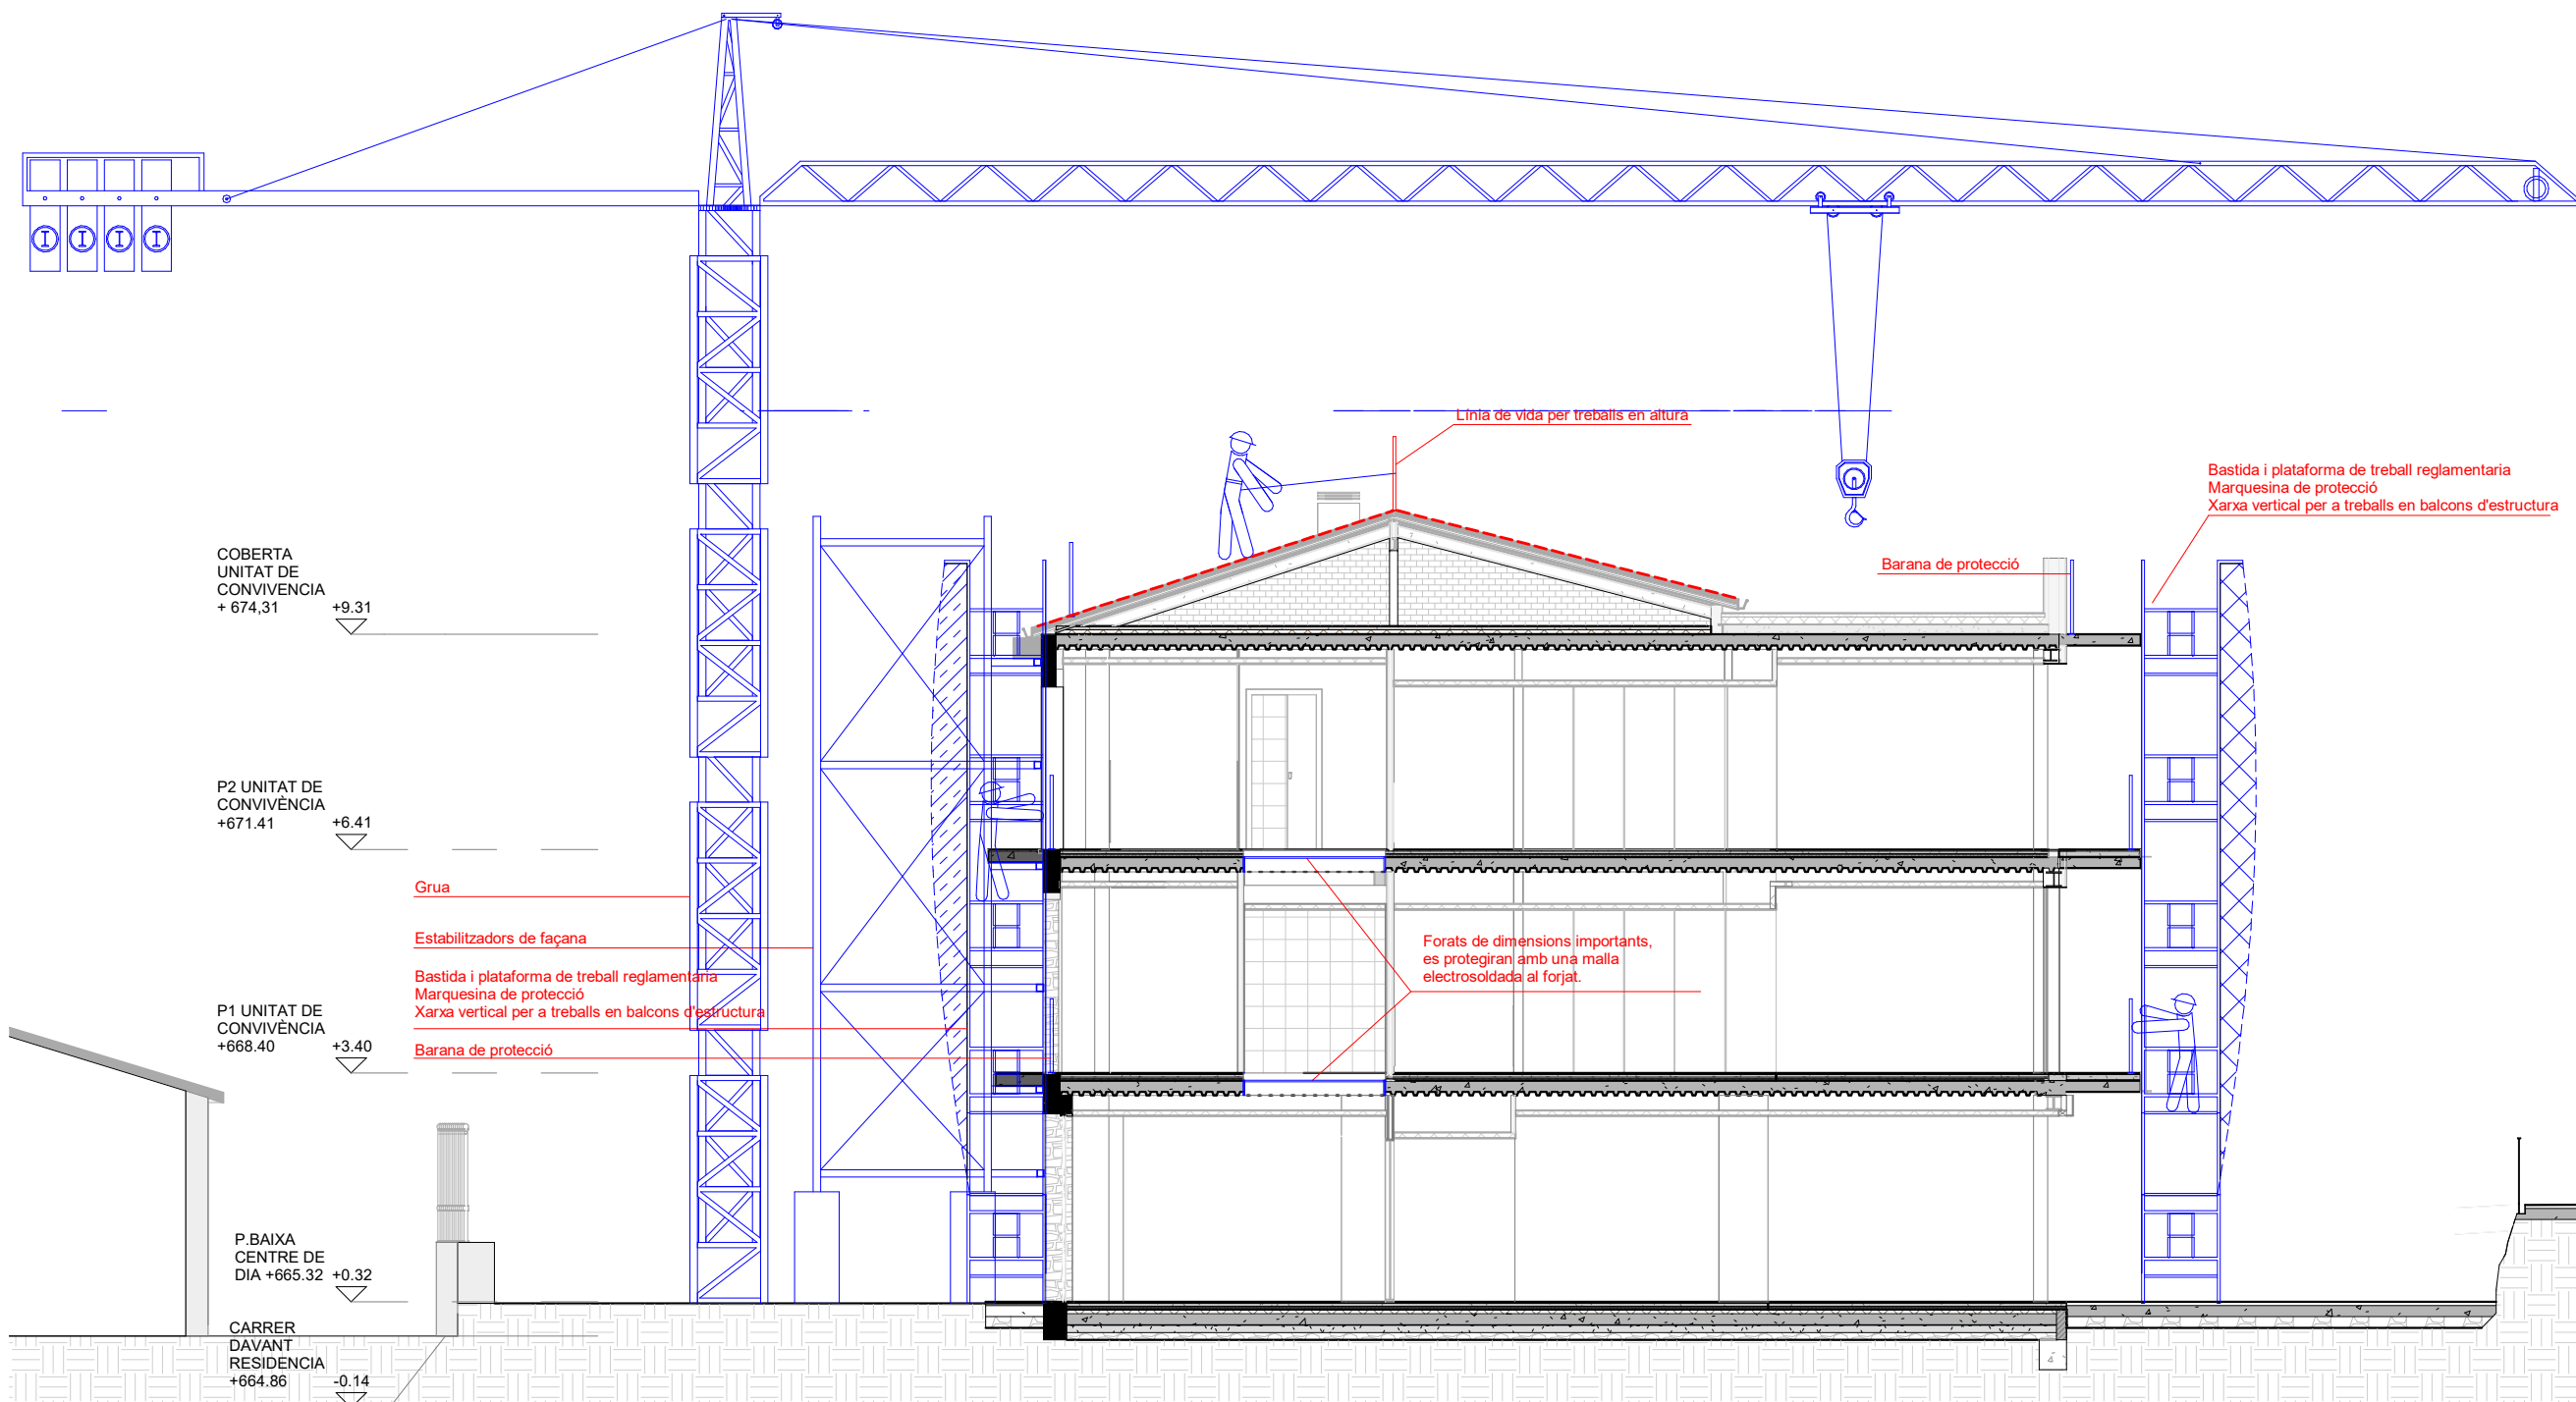 Línia de vida per treballs en altura
Bastida i plataforma de treball reglamentaria
Marquesina de protecció
Xarxa vertical per a treballs en balcons d'estructura
Barana de protecció
COBERTA
UNITAT DE
CONVIVENCIA
+ 674,31 +9.31
P2 UNITAT DE
CONVIVÈNCIA
+671.41 +6.41
Grua
Estabilitzadors de façana
Bastida i plataforma de treball reglamentaria
Marquesina de protecció
Xarxa vertical per a treballs en balcons d'estructura
Barana de protecció
Forats de dimensions importants,
es protegiran amb una malla
electrosoldada al forjat.
P1 UNITAT DE
CONVIVÈNCIA
+668.40 +3.40
P.BAIXA
CENTRE DE
DIA +665.32 +0.32
CARRER
DAVANT
RESIDENCIA
+664.86 -0.14